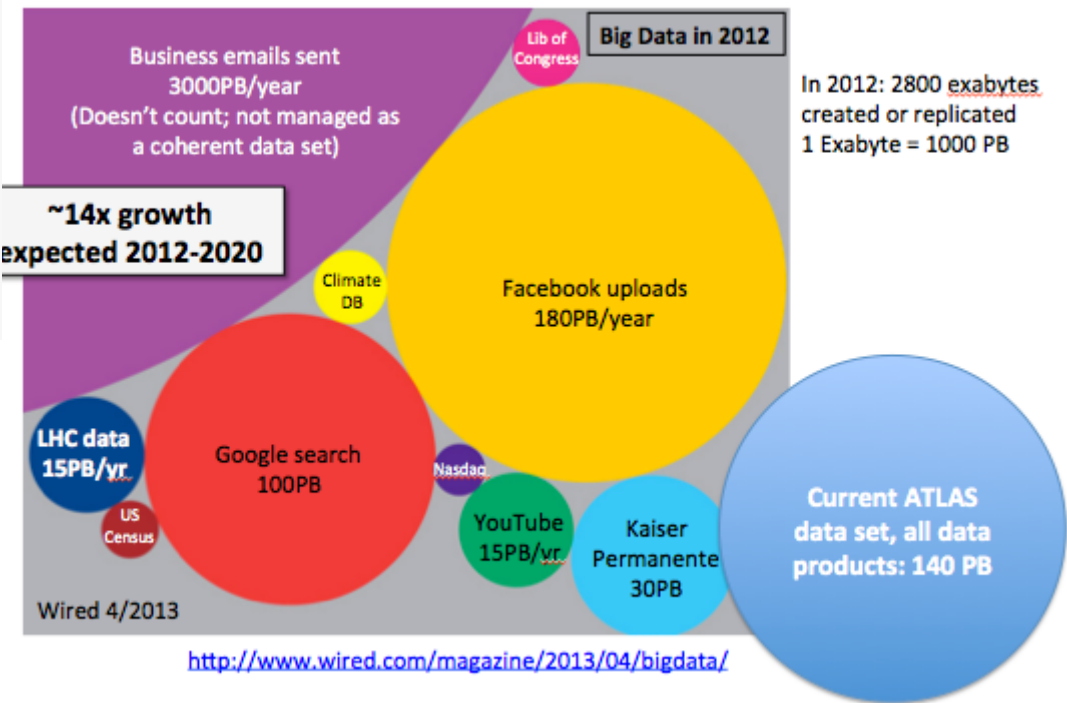 Business emails sent
3000PB/year
(Doesn't count; not managed as
a coherent data set)
Lib of
Congress
Big Data in 2012
In 2012: 2800 exabytes
created or replicated
1 Exabyte = 1000 PB
~14x growth
expected 2012-2020
Climate
DB
Facebook uploads
180PB/year
LHC data
15PB/yr
Google search
100PB
Nasdaq
US
Census
YouTube
15PB/yr
Kaiser
Permanente
30PB
Current ATLAS
data set, all data
products: 140 PB
Wired 4/2013
http://www.wired.com/magazine/2013/04/bigdata/